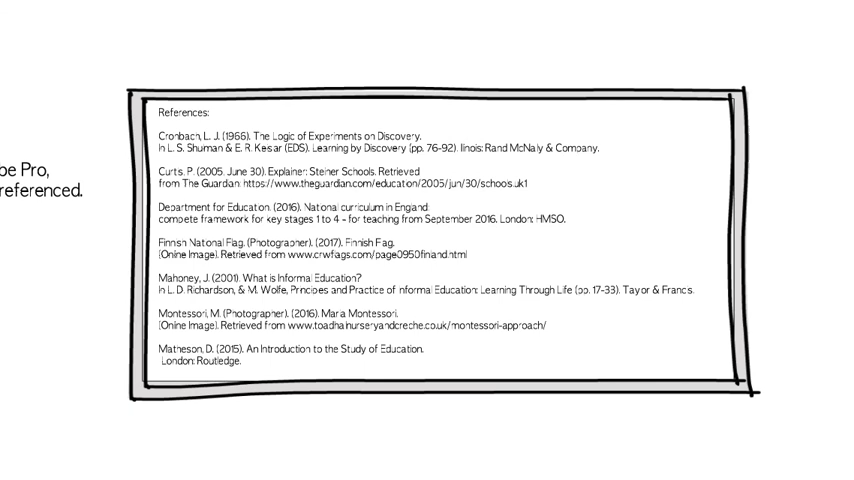 be Pro,
referenced.
References:
Cronbach, L. J. (1966). The Logic of Experiments on Discovery.
In L. S. Shulman & E. R. Keislar (EDS). Learning by Discovery (pp. 76-92). Ilinois: Rand McNaly & Company.
Curtis, P. (2005, June 30). Explainer: Steiner Schools. Retrieved
from The Guardian: https://www.theguardian.com/education/2005/jun/30/schools.uk1
Department for Education. (2016). National curriculum in England:
complete framework for key stages 1 to 4 - for teaching from September 2016. London: HMSO.
Finnish National Flag. (Photographer). (2017). Finnish Flag.
[Online Image]. Retrieved from www.crwflags.com/page0950finland.html
Mahoney, J. (2001). What is Informal Education?
In L. D. Richardson, & M. Wolfe, Principles and Practice of Informal Education: Learning Through Life (pp. 17-33). Taylor & Francis.
Montessori, M. (Photographer). (2016). Maria Montessori.
[Online Image]. Retrieved from www.toadhallnurseryandcreche.co.uk/montessori-approach/
Matheson, D. (2015). An Introduction to the Study of Education.
London: Routledge.